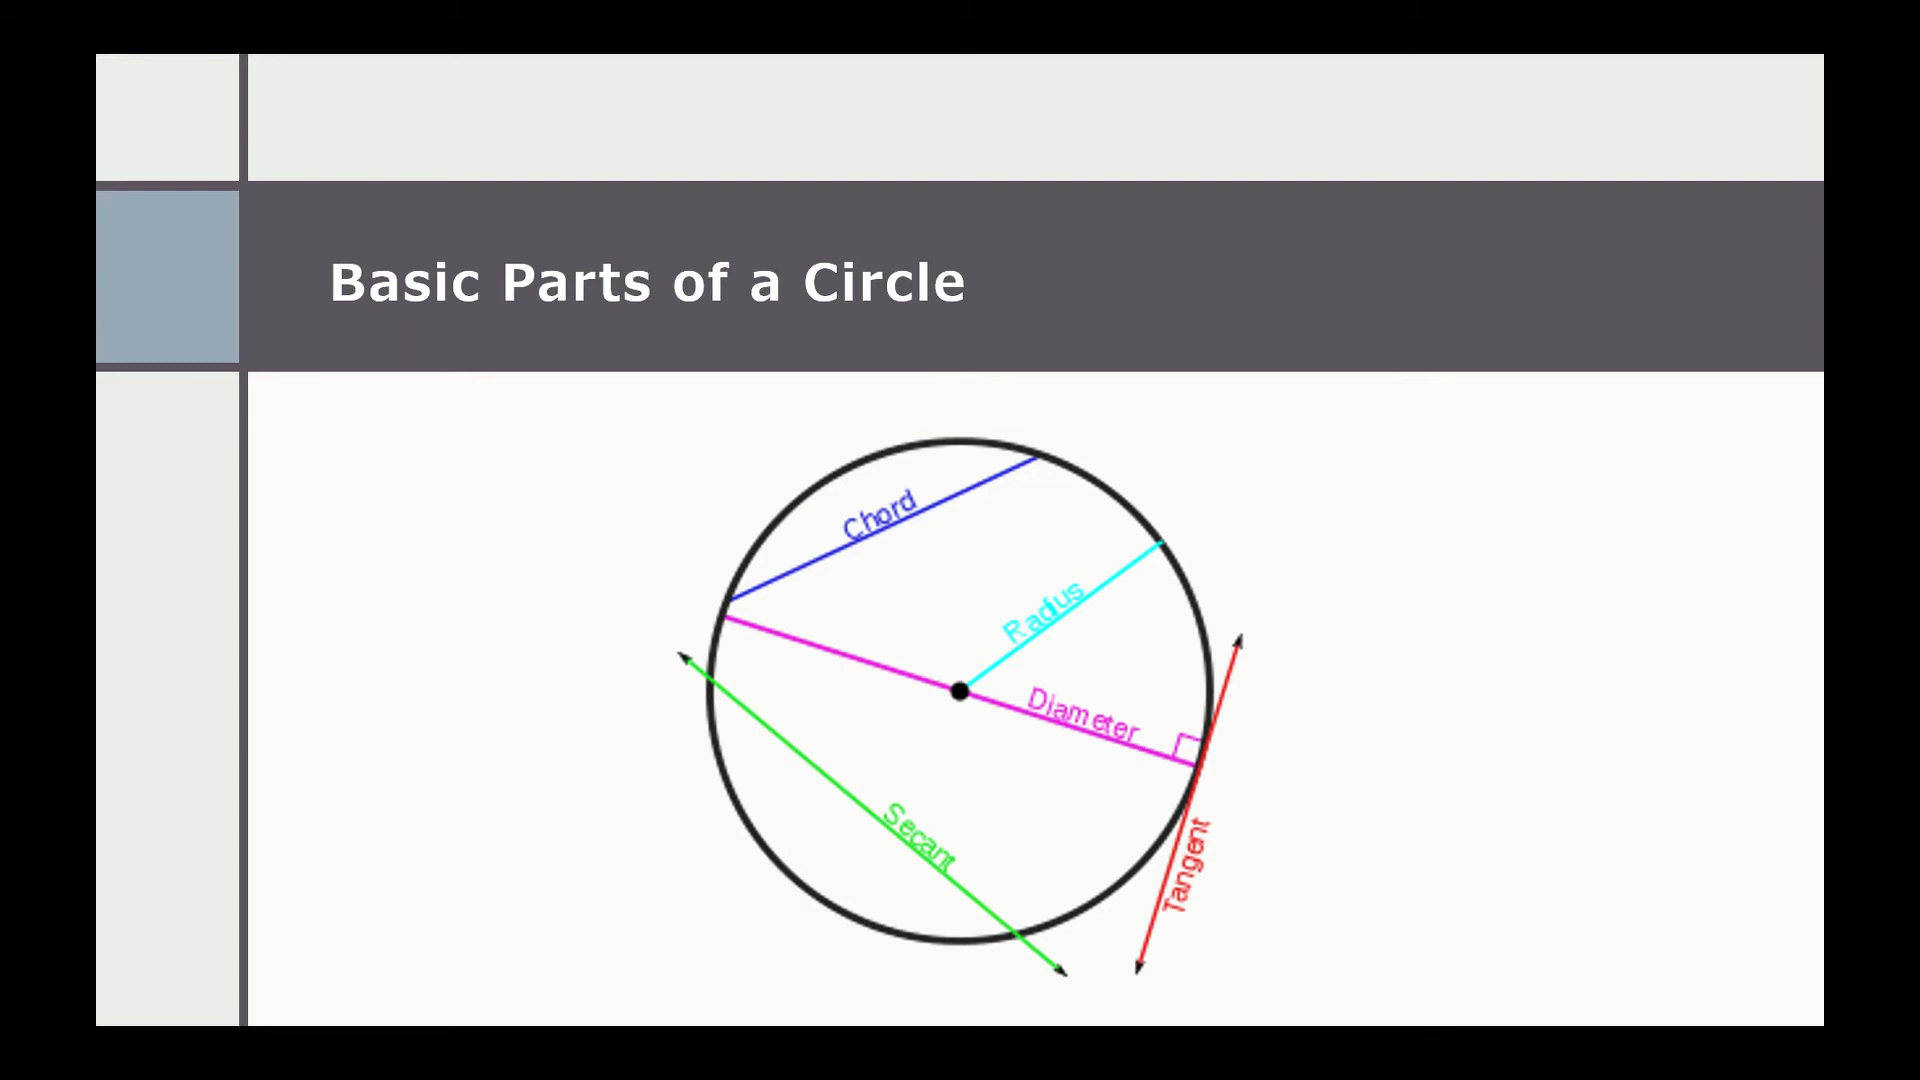 Basic Parts of a Circle
Chord
Radius
Diameter
Secant
Tangent